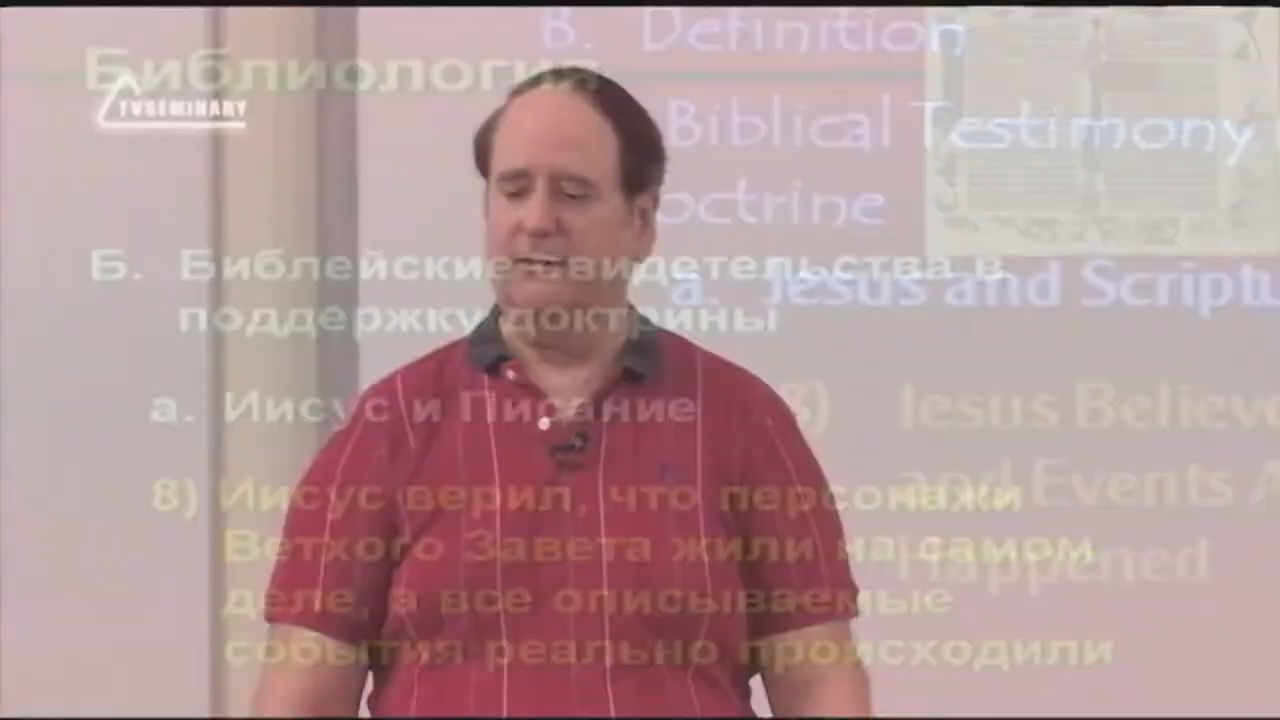 B. Definition
Библиология
TVSEMINARY
Biblical Testimony
octrine
Б. Библейские свидетельства в
поддержку доктрины
a. Jesus and Scriptu
а. Иисус и Писание
8) Jesus Believe
and Events A
Happened
8) Иисус верил, что персонажи
Ветхого Завета жили на самом
деле, а все описываемые
события реально происходили